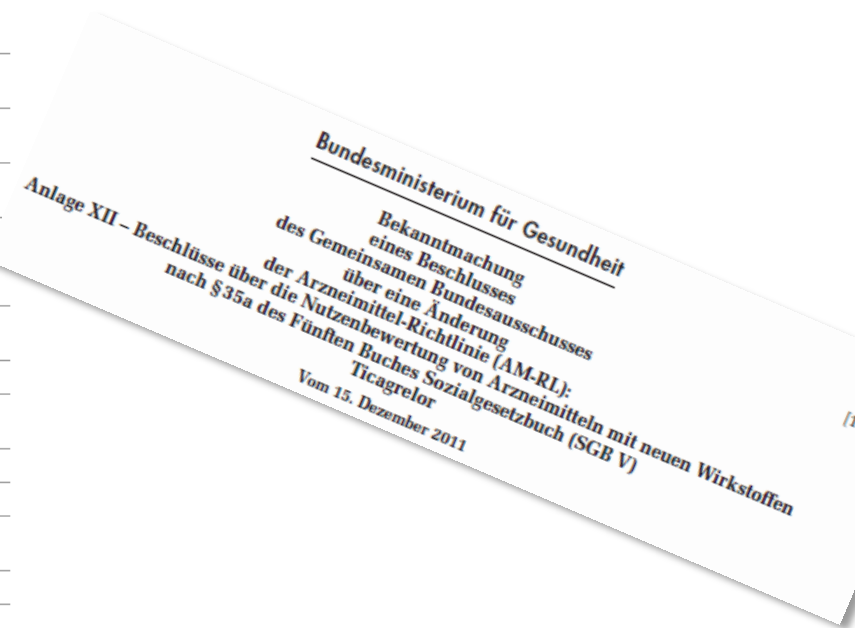 Bundesministerium für Gesundheit
Bekanntmachung
eines Beschlusses
des Gemeinsamen Bundesausschusses
über eine Änderung
der Arzneimittel-Richtlinie (AM-RL):
Anlage XII – Beschlüsse über die Nutzenbewertung von Arzneimitteln mit neuen Wirkstoffen
nach § 35a des Fünften Buches Sozialgesetzbuch (SGB V)
Ticagrelor
Vom 15. Dezember 2011